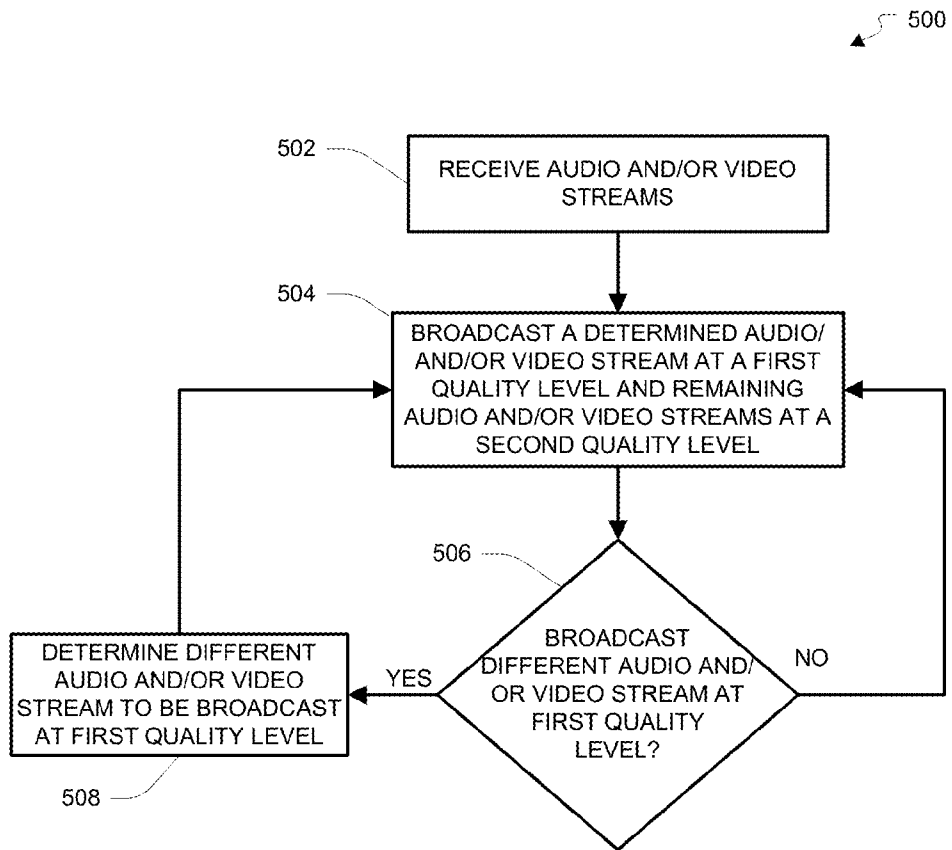 500
502
RECEIVE AUDIO AND/OR VIDEO
STREAMS
504
BROADCAST A DETERMINED AUDIO/
AND/OR VIDEO STREAM AT A FIRST
QUALITY LEVEL AND REMAINING
AUDIO AND/OR VIDEO STREAMS AT A
SECOND QUALITY LEVEL
506
BROADCAST
DIFFERENT AUDIO AND/
OR VIDEO STREAM AT
FIRST QUALITY
LEVEL?
NO
YES
DETERMINE DIFFERENT
AUDIO AND/OR VIDEO
STREAM TO BE BROADCAST
AT FIRST QUALITY LEVEL
508